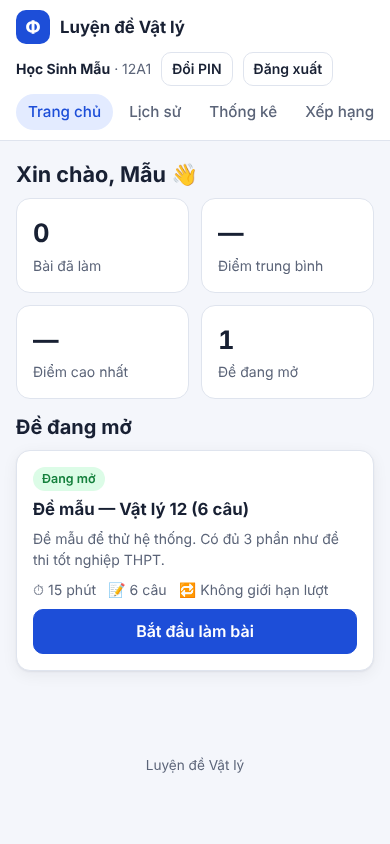 Φ Luyện đề Vật lý
Học Sinh Mẫu · 12A1 Đổi PIN Đăng xuất
Trang chủ Lịch sử Thống kê Xếp hạng
Xin chào, Mẫu 👋
0 —
Bài đã làm Điểm trung bình
— 1
Điểm cao nhất Đề đang mở
Đề đang mở
Đang mở
Đề mẫu — Vật lý 12 (6 câu)
Đề mẫu để thử hệ thống. Có đủ 3 phần như đề
thi tốt nghiệp THPT.
⏱ 15 phút 📝 6 câu 🔁 Không giới hạn lượt
Bắt đầu làm bài
Luyện đề Vật lý